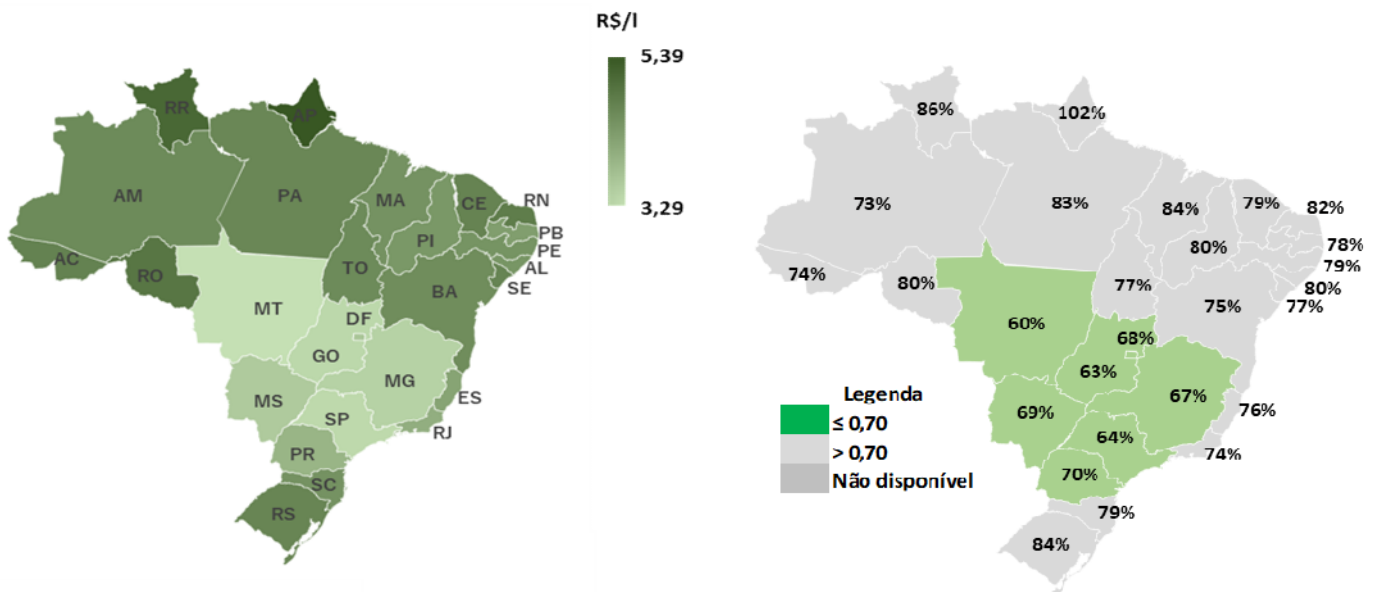 R$/l
5,39
3,29
RR
AP
AM
PA
MA
CE
RN
PB
PE
PI
AL
AC
RO
TO
SE
BA
MT
DF
GO
MG
ES
MS
SP
RJ
PR
SC
RS
86%
102%
73%
83%
84%
79%
82%
78%
80%
79%
74%
80%
77%
80%
77%
75%
60%
68%
63%
67%
76%
69%
64%
74%
70%
79%
84%
Legenda
≤ 0,70
> 0,70
Não disponível